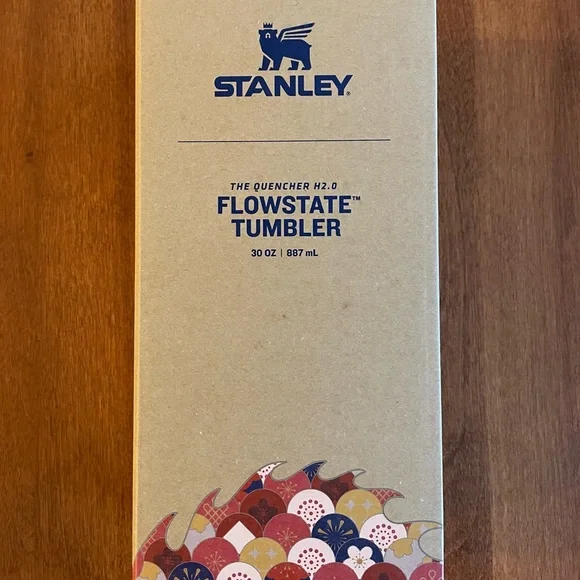 STANLEY®
THE QUENCHER H2.0
FLOWSTATE™
TUMBLER
30 OZ | 887 mL